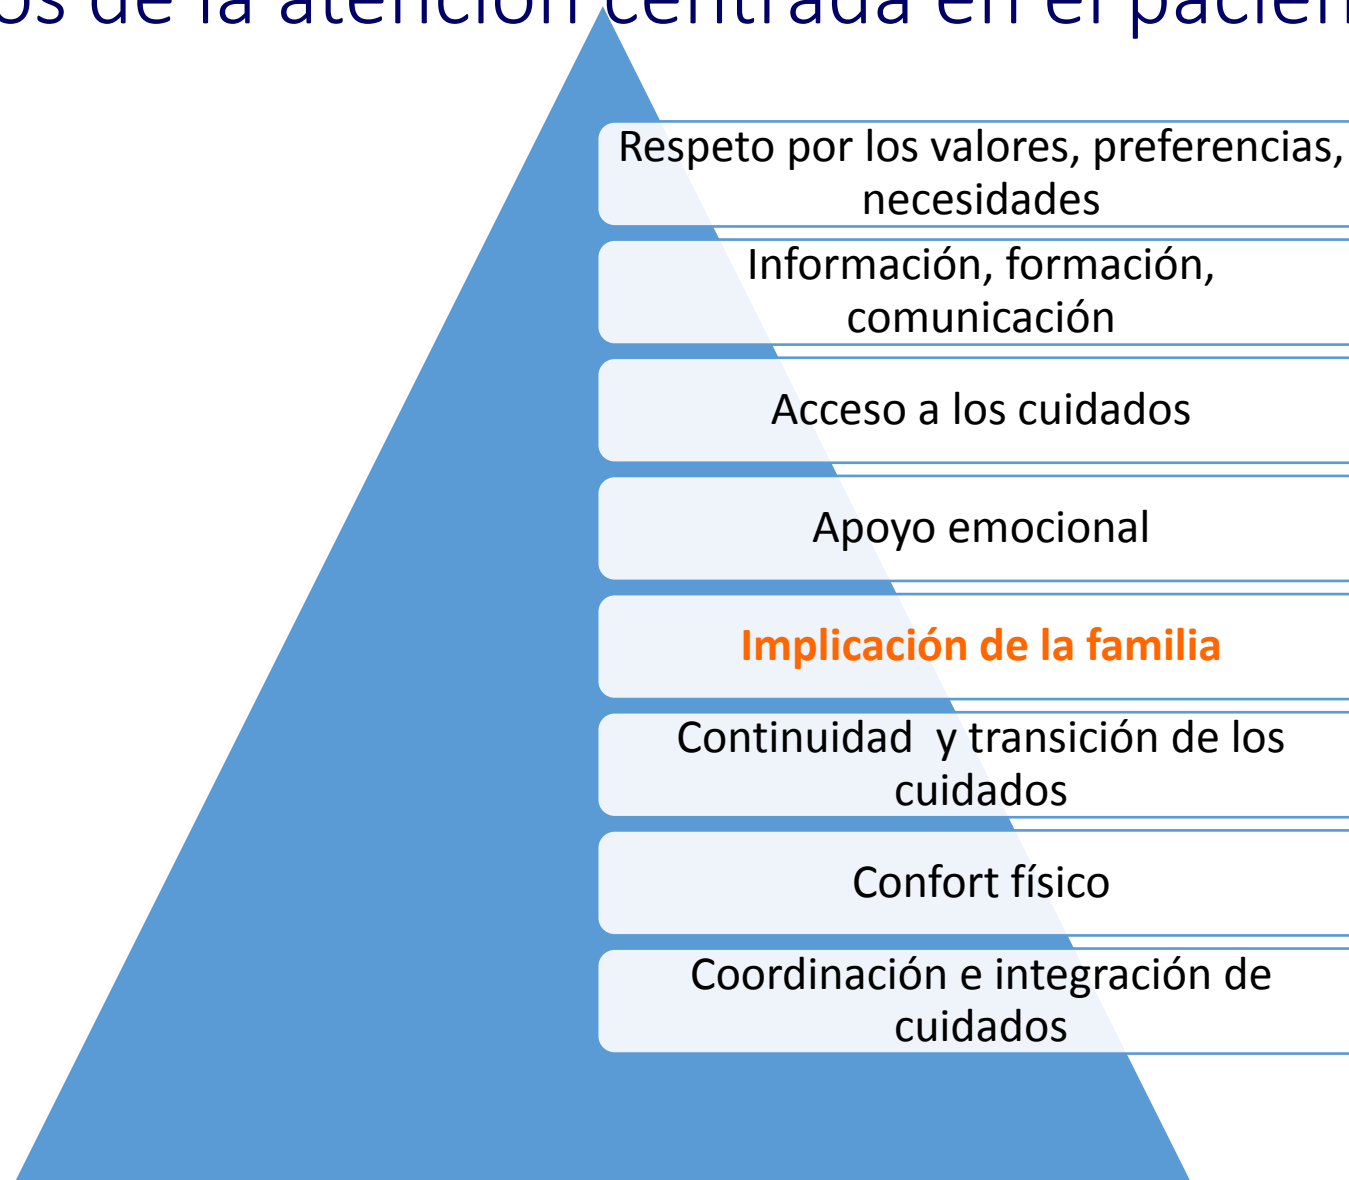 os de la atención centrada en el pacien
Respeto por los valores, preferencias,
necesidades
Información, formación,
comunicación
Acceso a los cuidados
Apoyo emocional
Implicación de la familia
Continuidad y transición de los
cuidados
Confort físico
Coordinación e integración de
cuidados